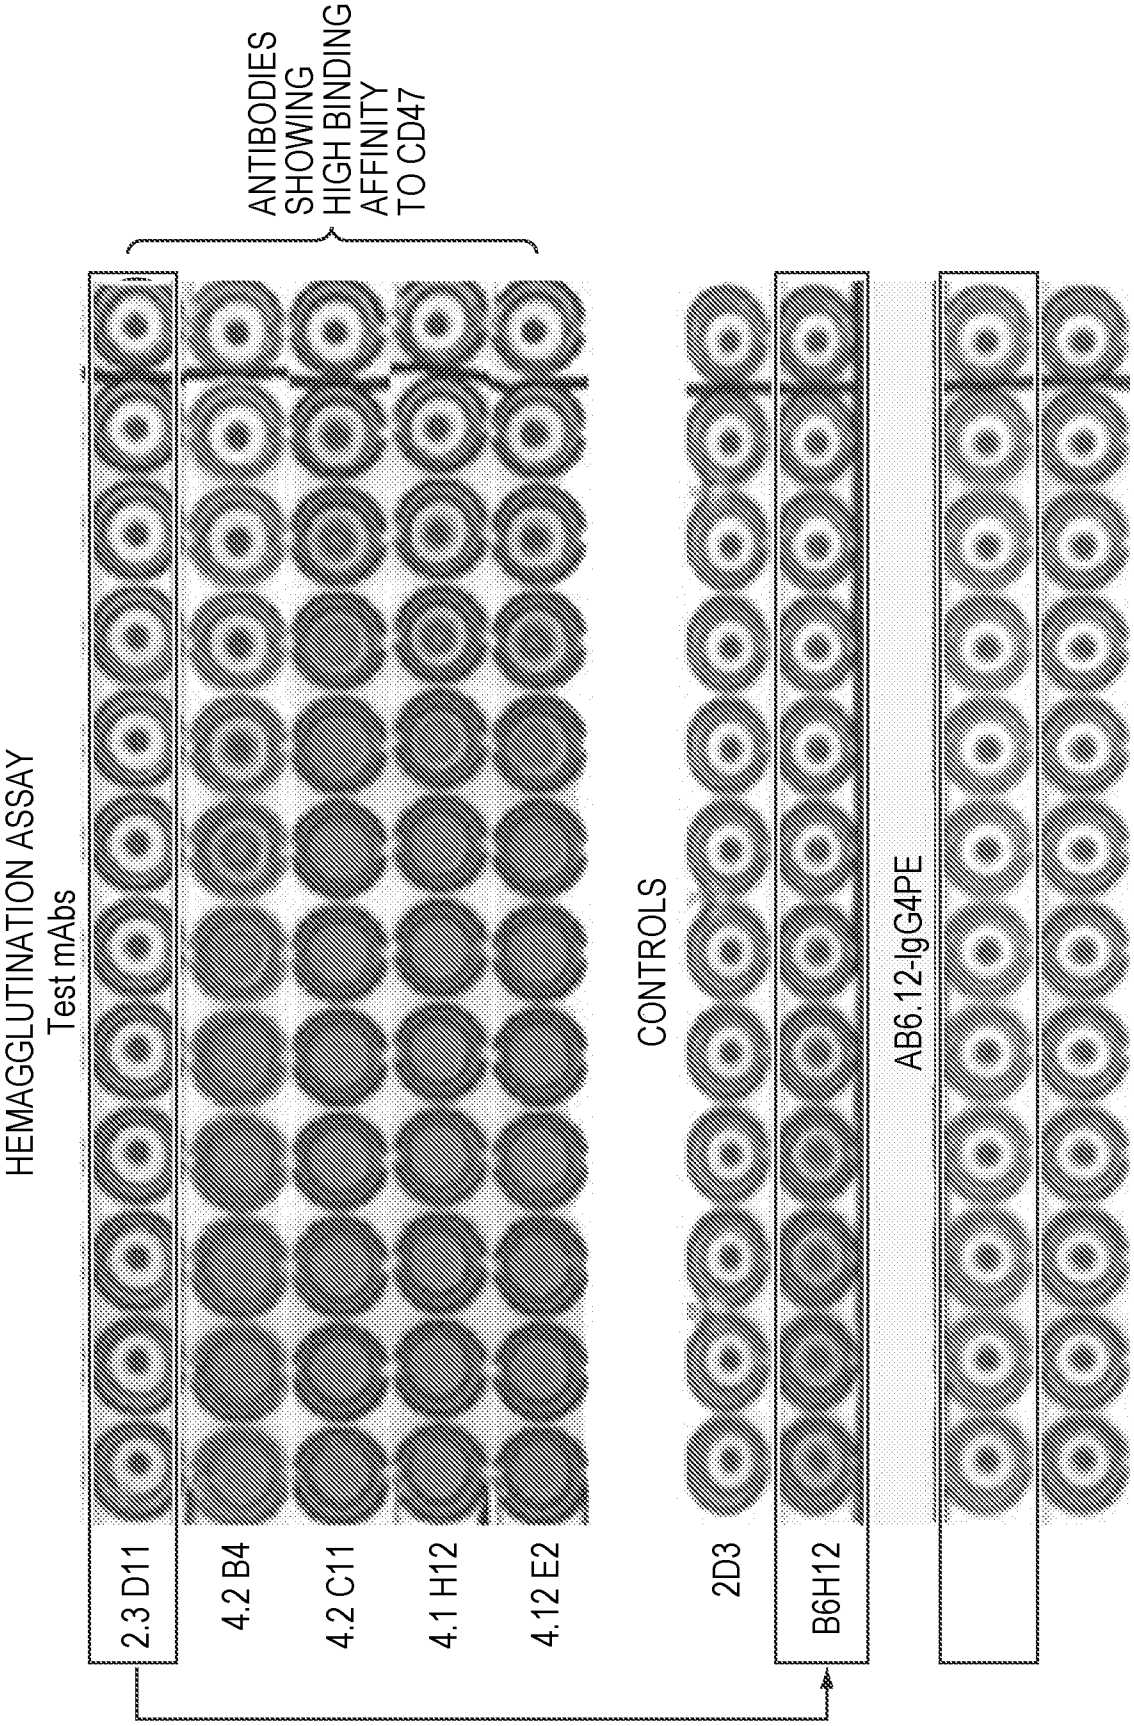 HEMAGGLUTINATION ASSAY
Test mAbs
2.3 D11
4.2 B4
4.2 C11
4.1 H12
4.12 E2
ANTIBODIES
SHOWING
HIGH BINDING
AFFINITY
TO CD47
CONTROLS
2D3
B6H12
AB6.12-IgG4PE